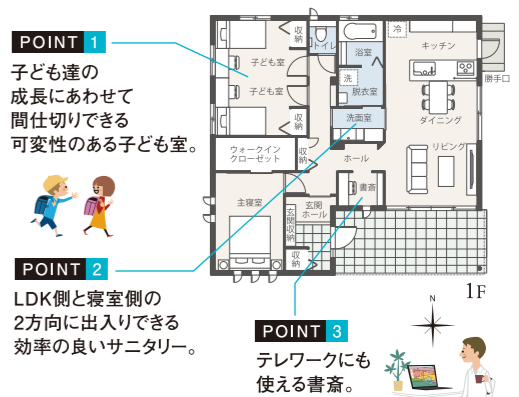 POINT 1
子ども達の
成長にあわせて
間仕切りできる
可変性のある子ども室。
収納
トイレ
浴室
冷
キッチン
勝手口
子ども室
子ども室
洗
脱衣室
収納
洗面室
ダイニング
ウォークイン
クローゼット
収納
ホール
リビング
主寝室
書斎
玄関
ホール
玄関収納
収納
POINT 2
LDK側と寝室側の
2方向に出入りできる
効率の良いサニタリー。
1F
N
POINT 3
テレワークにも
使える書斎。